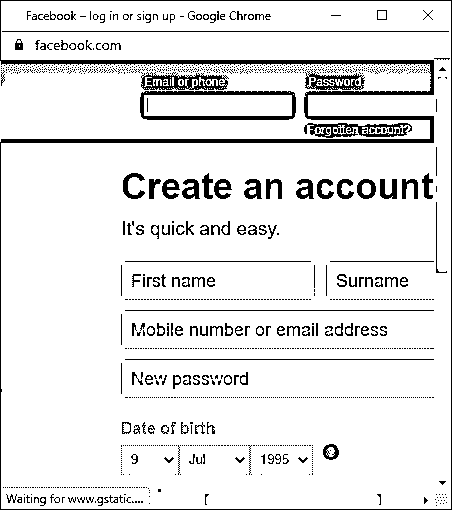 Facebook – log in or sign up - Google Chrome
facebook.com
Email or phone Password
Forgotten account?
Create an account
It's quick and easy.
First name Surname
Mobile number or email address
New password
Date of birth
9 Jul 1995
Waiting for www.gstatic....